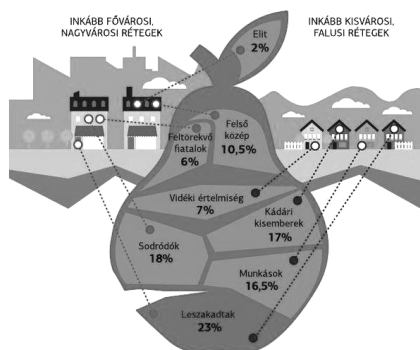 INKÁBB FŐVÁROSI,
NAGYVÁROSI RÉTEGEK
INKÁBB KISVÁROSI,
FALUSI RÉTEGEK
Elit
2%
Feltörekvő
fiatalok
6%
Felső
közép
10,5%
Vidéki értelmiség
7%
Kádári
kisemberek
17%
Sodródók
18%
Munkások
16,5%
Leszakadtak
23%